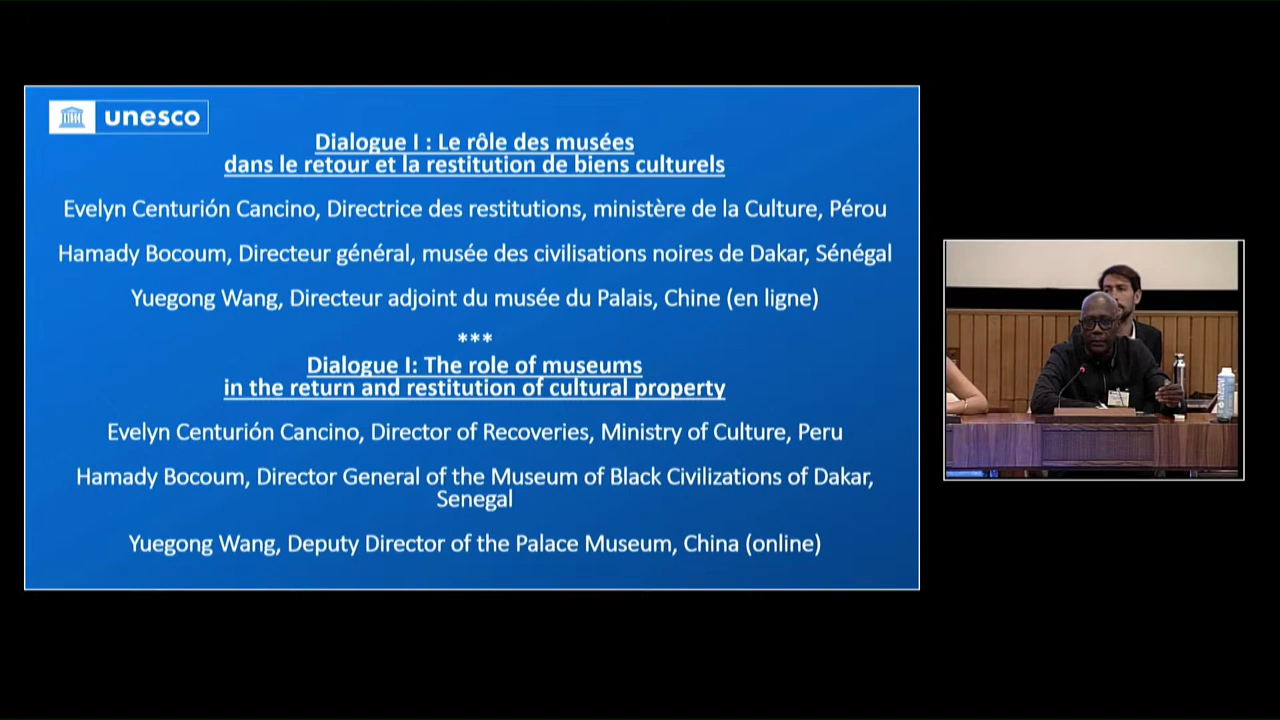 unesco
Dialogue I : Le rôle des musées
dans le retour et la restitution de biens culturels
Evelyn Centurión Cancino, Directrice des restitutions, ministère de la Culture, Pérou
Hamady Bocoum, Directeur général, musée des civilisations noires de Dakar, Sénégal
Yuegong Wang, Directeur adjoint du musée du Palais, Chine (en ligne)
***
Dialogue I: The role of museums
in the return and restitution of cultural property
Evelyn Centurión Cancino, Director of Recoveries, Ministry of Culture, Peru
Hamady Bocoum, Director General of the Museum of Black Civilizations of Dakar,
Senegal
Yuegong Wang, Deputy Director of the Palace Museum, China (online)